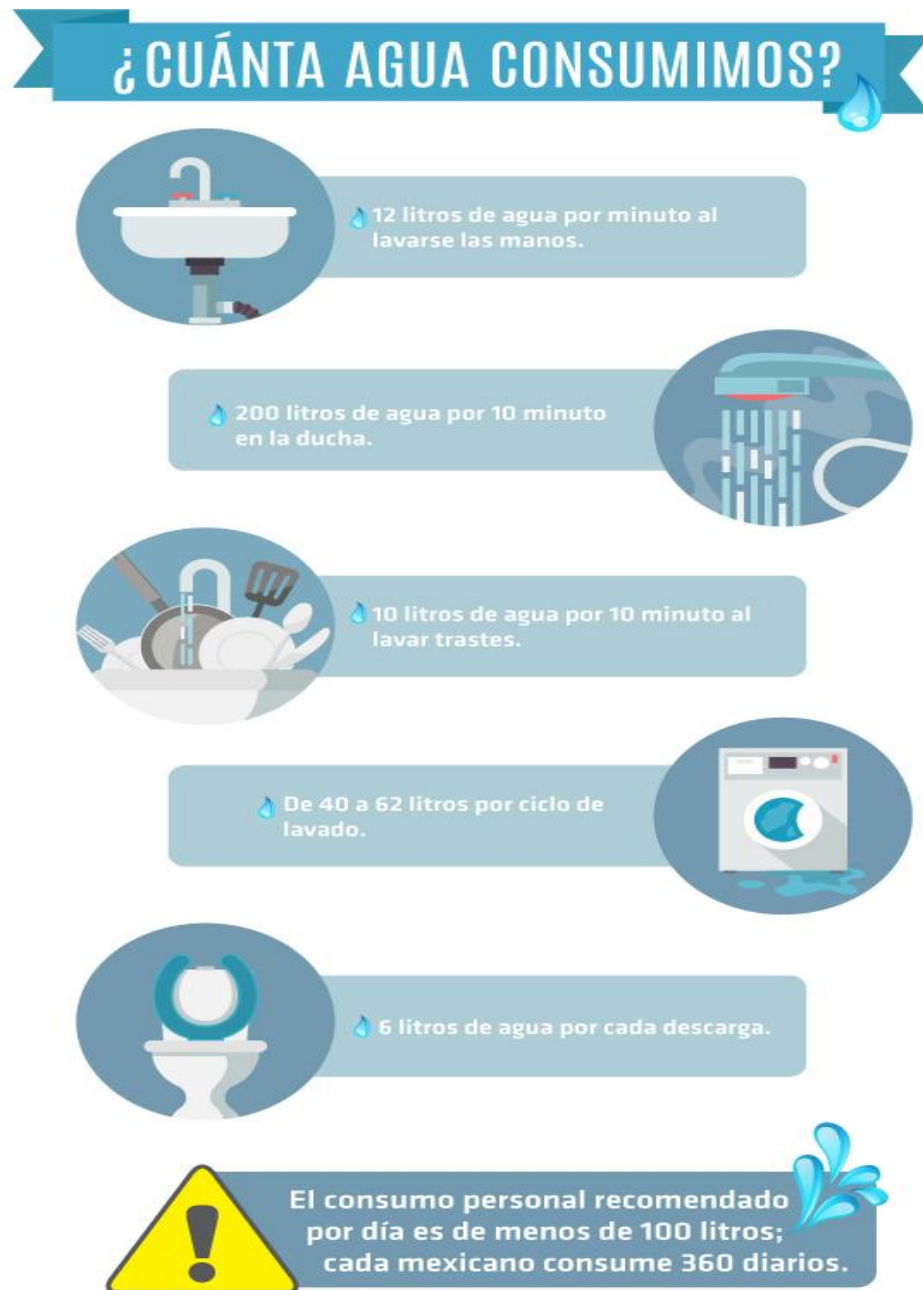 ¿CUÁNTA AGUA CONSUMIMOS?
12 litros de agua por minuto al
lavarse las manos.
200 litros de agua por 10 minuto
en la ducha.
10 litros de agua por 10 minuto al
lavar trastes.
De 40 a 62 litros por ciclo de
lavado.
6 litros de agua por cada descarga.
El consumo personal recomendado
por día es de menos de 100 litros;
cada mexicano consume 360 diarios.